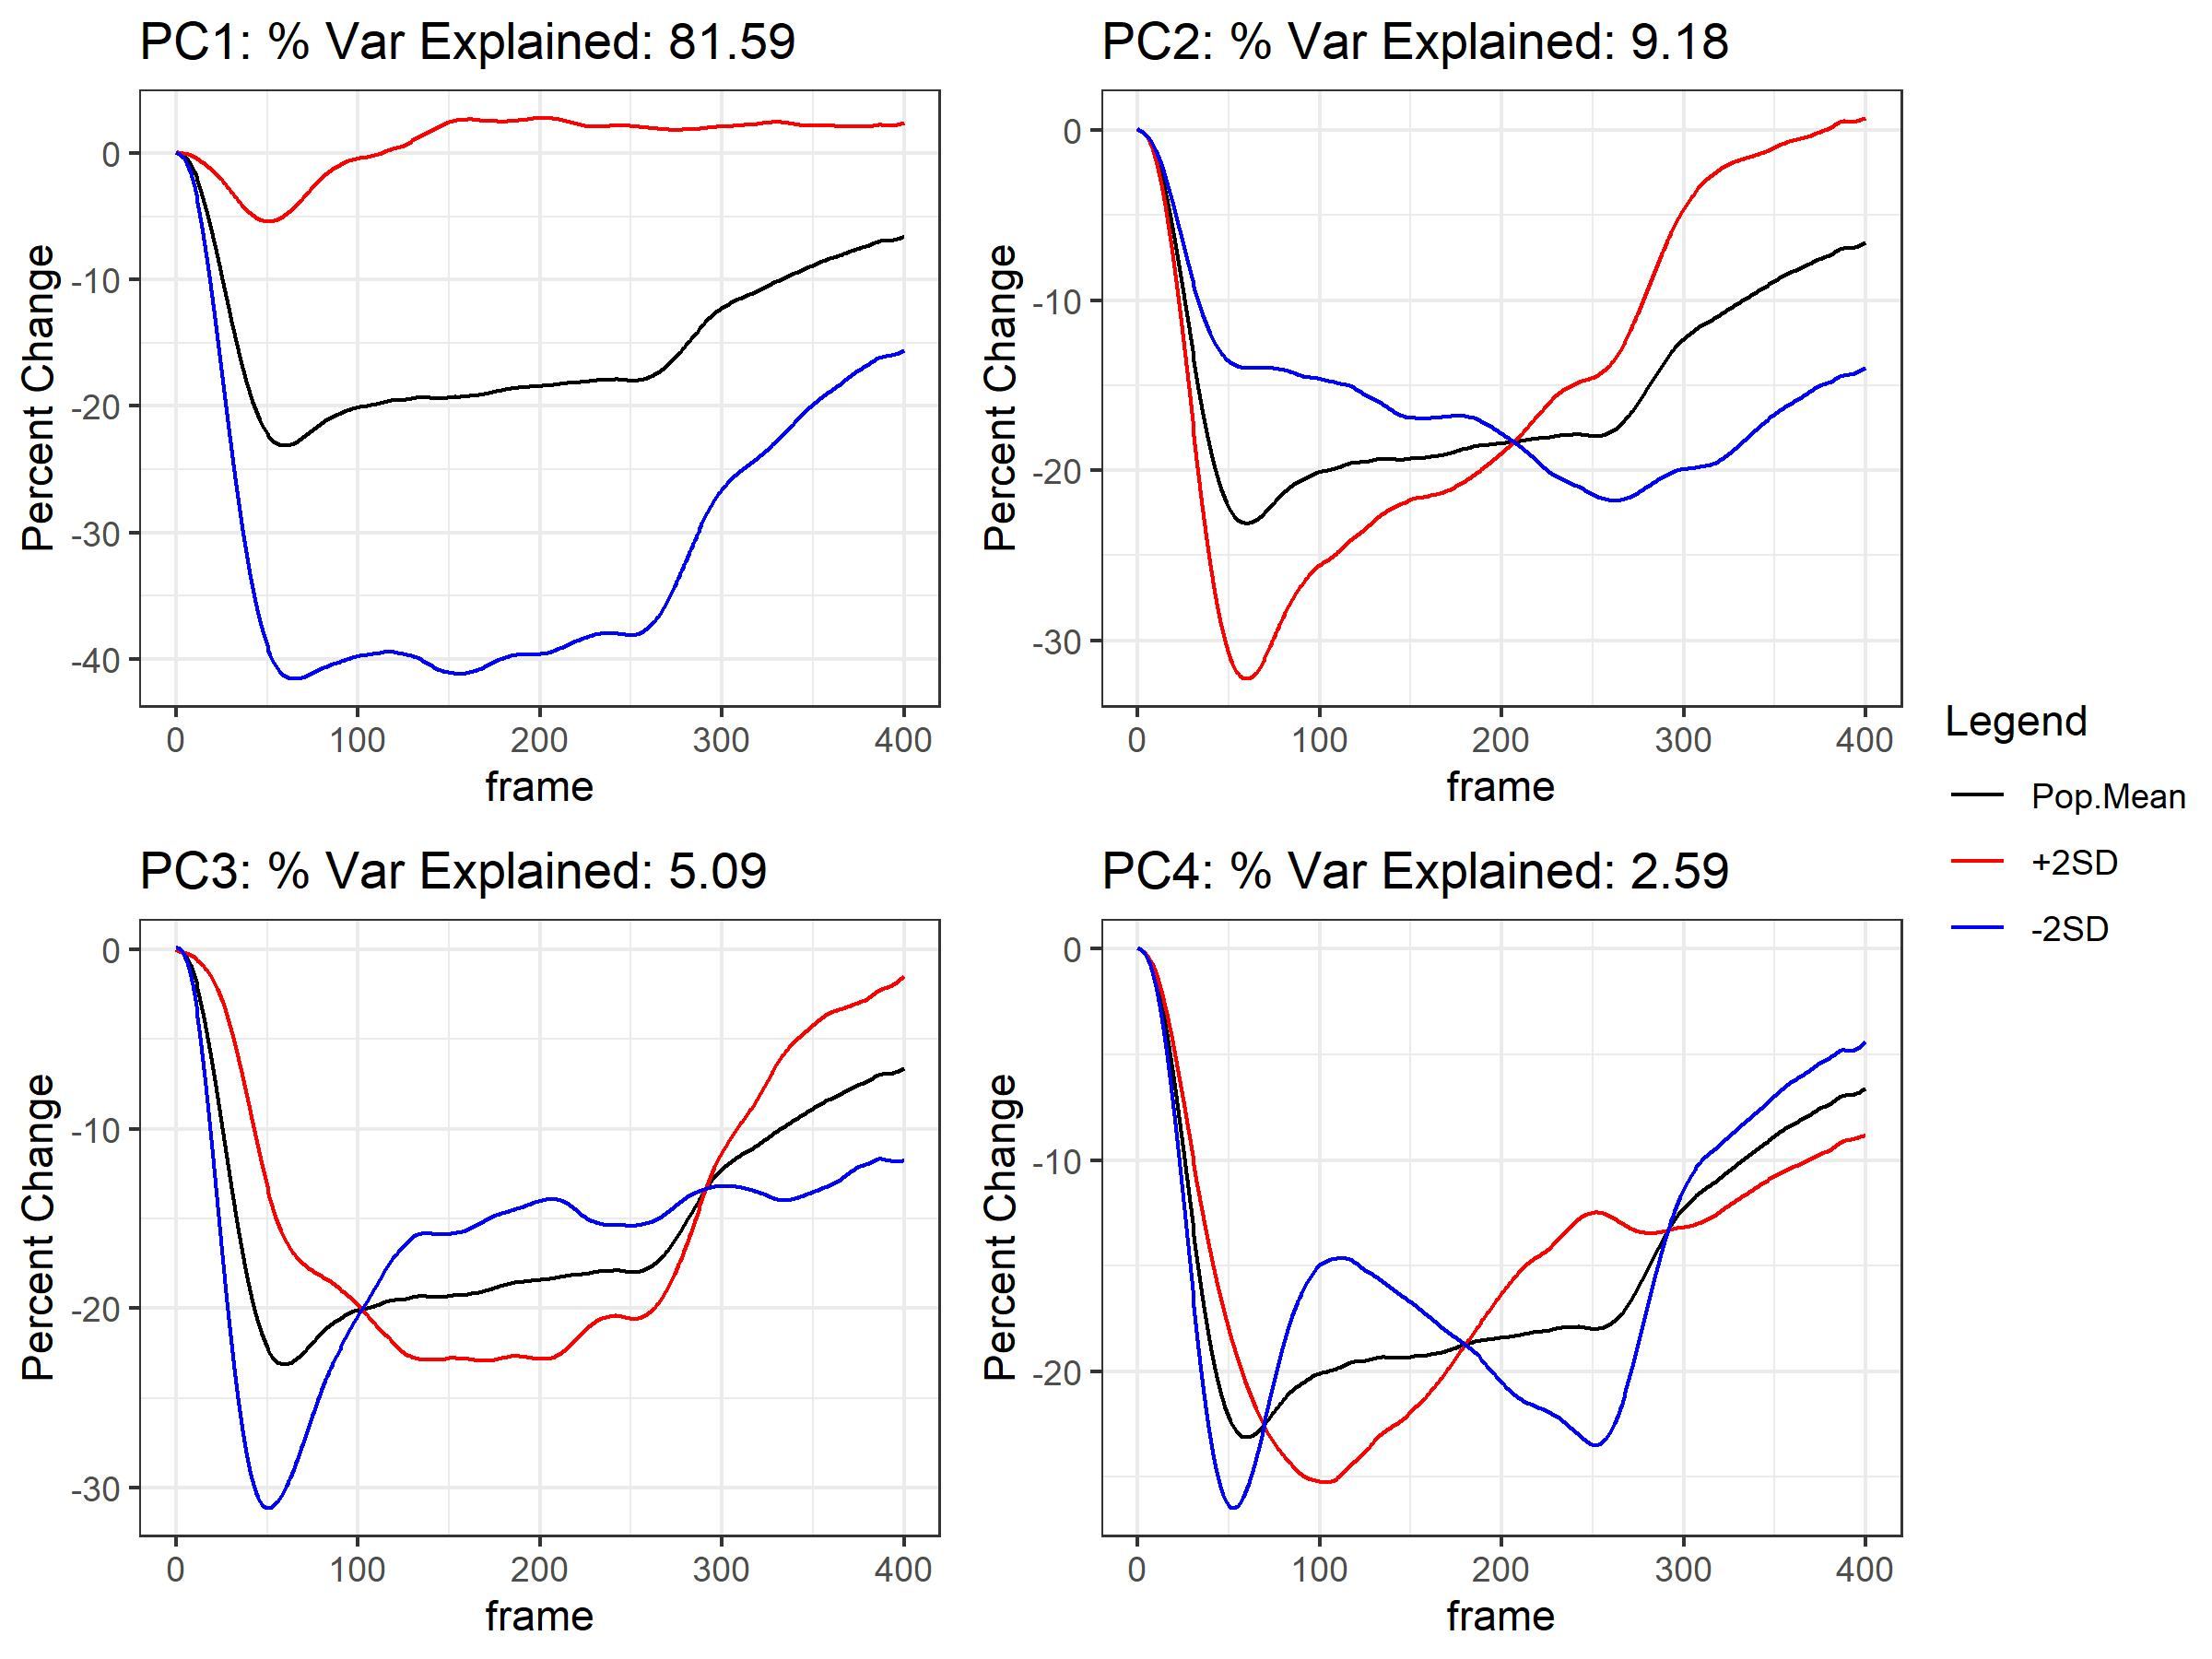 PC1: % Var Explained: 81.59
Percent Change
0
-10
-20
-30
-40
0 100 200 300 400
frame
PC2: % Var Explained: 9.18
Percent Change
0
-10
-20
-30
0 100 200 300 400
frame
PC3: % Var Explained: 5.09
Percent Change
0
-10
-20
-30
0 100 200 300 400
frame
PC4: % Var Explained: 2.59
Percent Change
0
-10
-20
0 100 200 300 400
frame
Legend
Pop.Mean
+2SD
-2SD